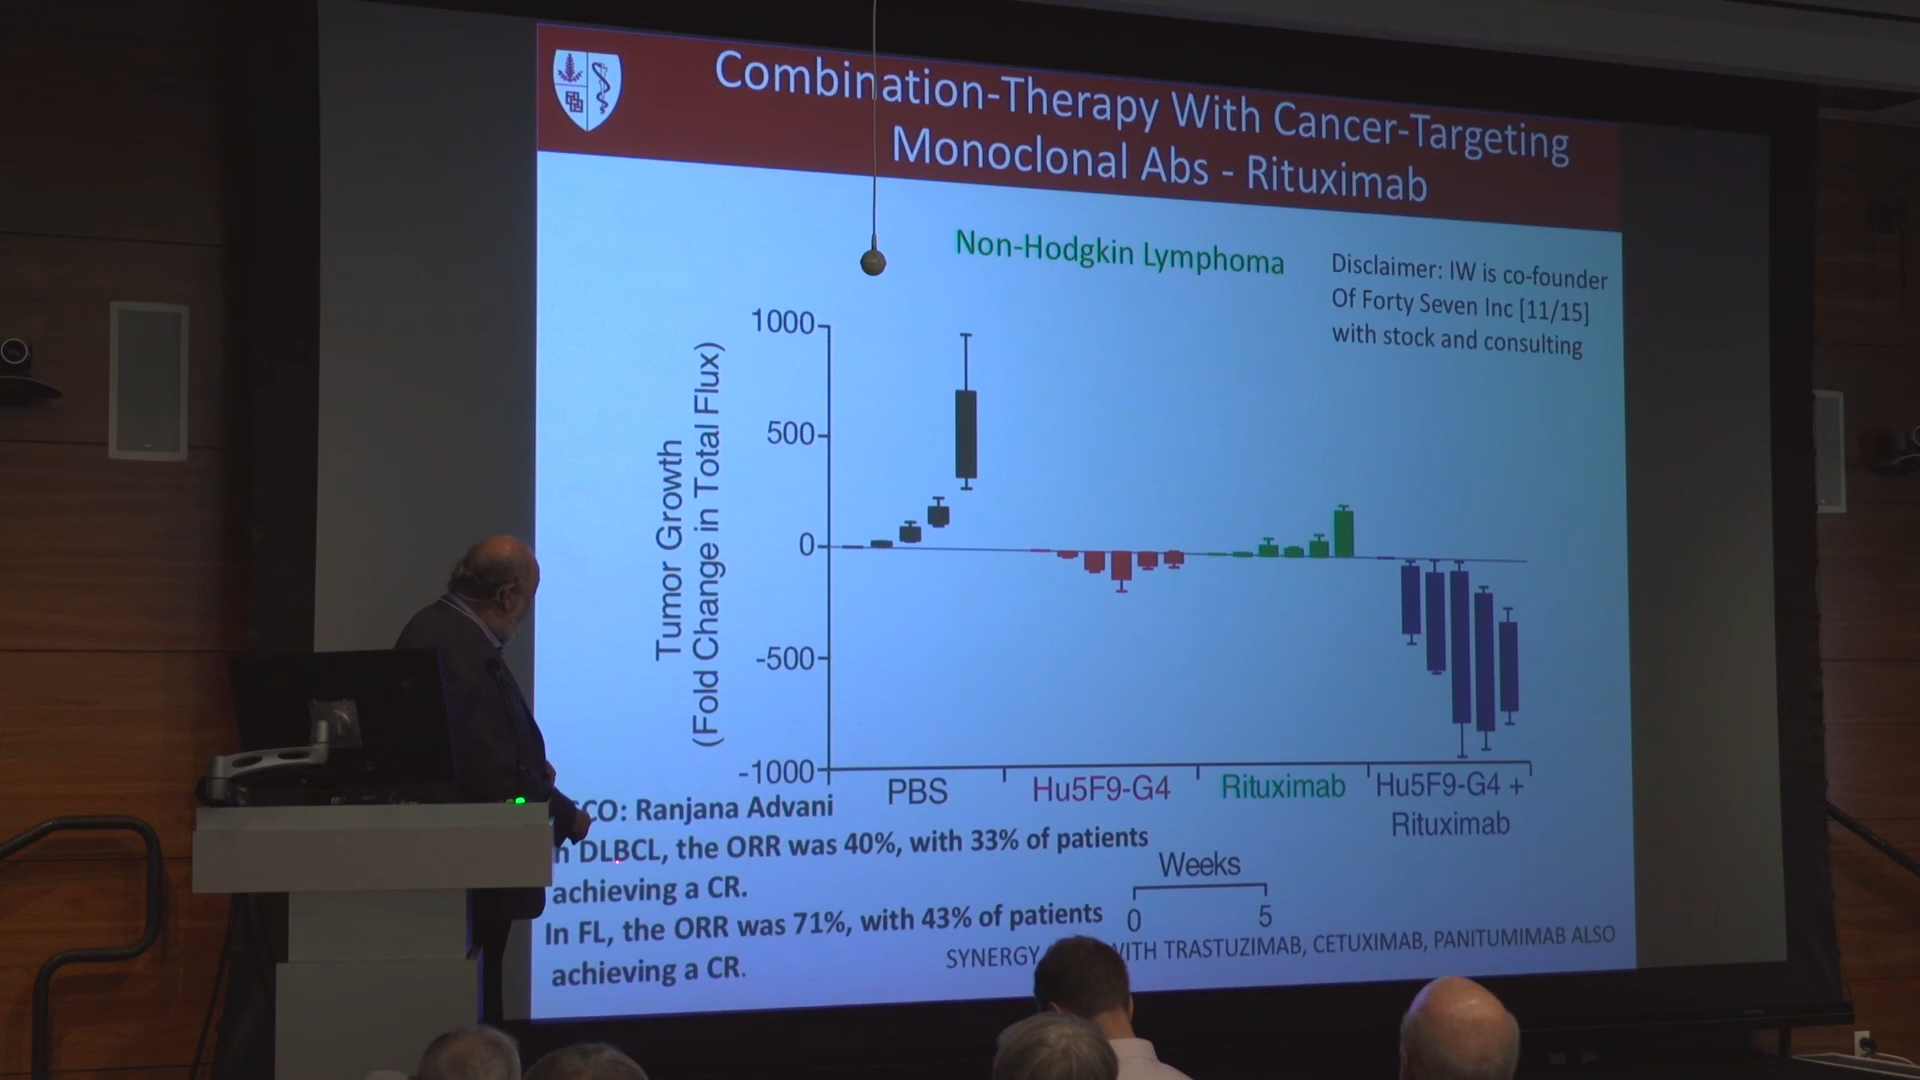 Combination-Therapy With Cancer-Targeting
Monoclonal Abs - Rituximab
Non-Hodgkin Lymphoma
Disclaimer: IW is co-founder
Of Forty Seven Inc [11/15]
with stock and consulting
Tumor Growth
(Fold Change in Total Flux)
1000
500
0
-500
-1000
PBS
Hu5F9-G4
Rituximab
Hu5F9-G4 +
Rituximab
Weeks
0 5
Ranjana Advani
DLBCL, the ORR was 40%, with 33% of patients
achieving a CR.
In FL, the ORR was 71%, with 43% of patients
achieving a CR.
SYNERGY TRASTUZIMAB, CETUXIMAB, PANITUMIMAB ALSO